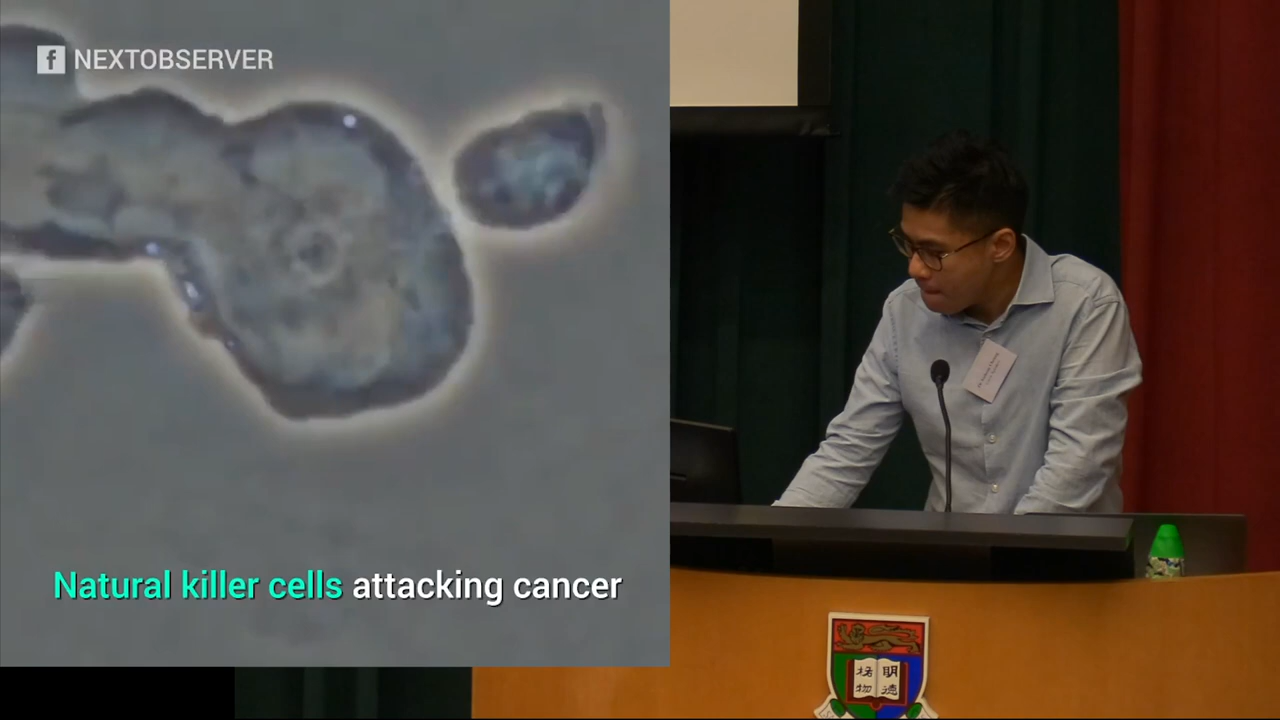 NEXTOBSERVER
Natural killer cells attacking cancer
明德
格物